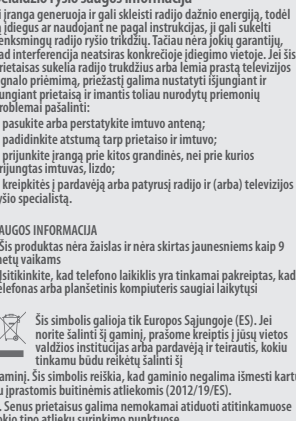 radijo ryšio saugos informacija
įranga generuoja ir gali skleisti radijo dažnio energiją, todėl
įdiegus ar naudojant ne pagal instrukcijas, ji gali sukelti
radijo ryšio trikdžių. Tačiau nėra jokių garantijų,
kad interferencija neatsiras konkrečioje įdiegimo vietoje. Jei šis
prietaisas sukelia radijo trukdžius arba lemia prastą televizijos
signalo priėmimą, priežastį galima nustatyti išjungiant ir
įjungiant prietaisą ir imantis toliau nurodytų priemonių
problemai pašalinti:
pasukite arba perstatykite imtuvo anteną;
padidinkite atstumą tarp prietaiso ir imtuvo;
prijunkite įrangą prie kitos grandinės, nei prie kurios
prijungtas imtuvas, lizdo;
kreipkitės į pardavėją arba patyrusį radijo ir (arba) televizijos
ryšio specialistą.
SAUGOS INFORMACIJA
Šis produktas nėra žaislas ir nėra skirtas jaunesniems kaip 9
metų vaikams
Įsitikinkite, kad telefono laikiklis yra tinkamai pakreiptas, kad
telefonas arba planšetinis kompiuteris saugiai laikytųsi
Šis simbolis galioja tik Europos Sąjungoje (ES). Jei
norite šalinti šį gaminį, prašome kreiptis į jūsų vietos
valdžios institucijas arba pardavėją ir teirautis, kokiu
tinkamu būdu reikėtų šalinti šį
gaminį. Šis simbolis reiškia, kad gaminio negalima išmesti kartu
su įprastomis buitinėmis atliekomis (2012/19/ES).
. Senus prietaisus galima nemokamai atiduoti atitinkamuose
tokio tipo atliekų surinkimo punktuose